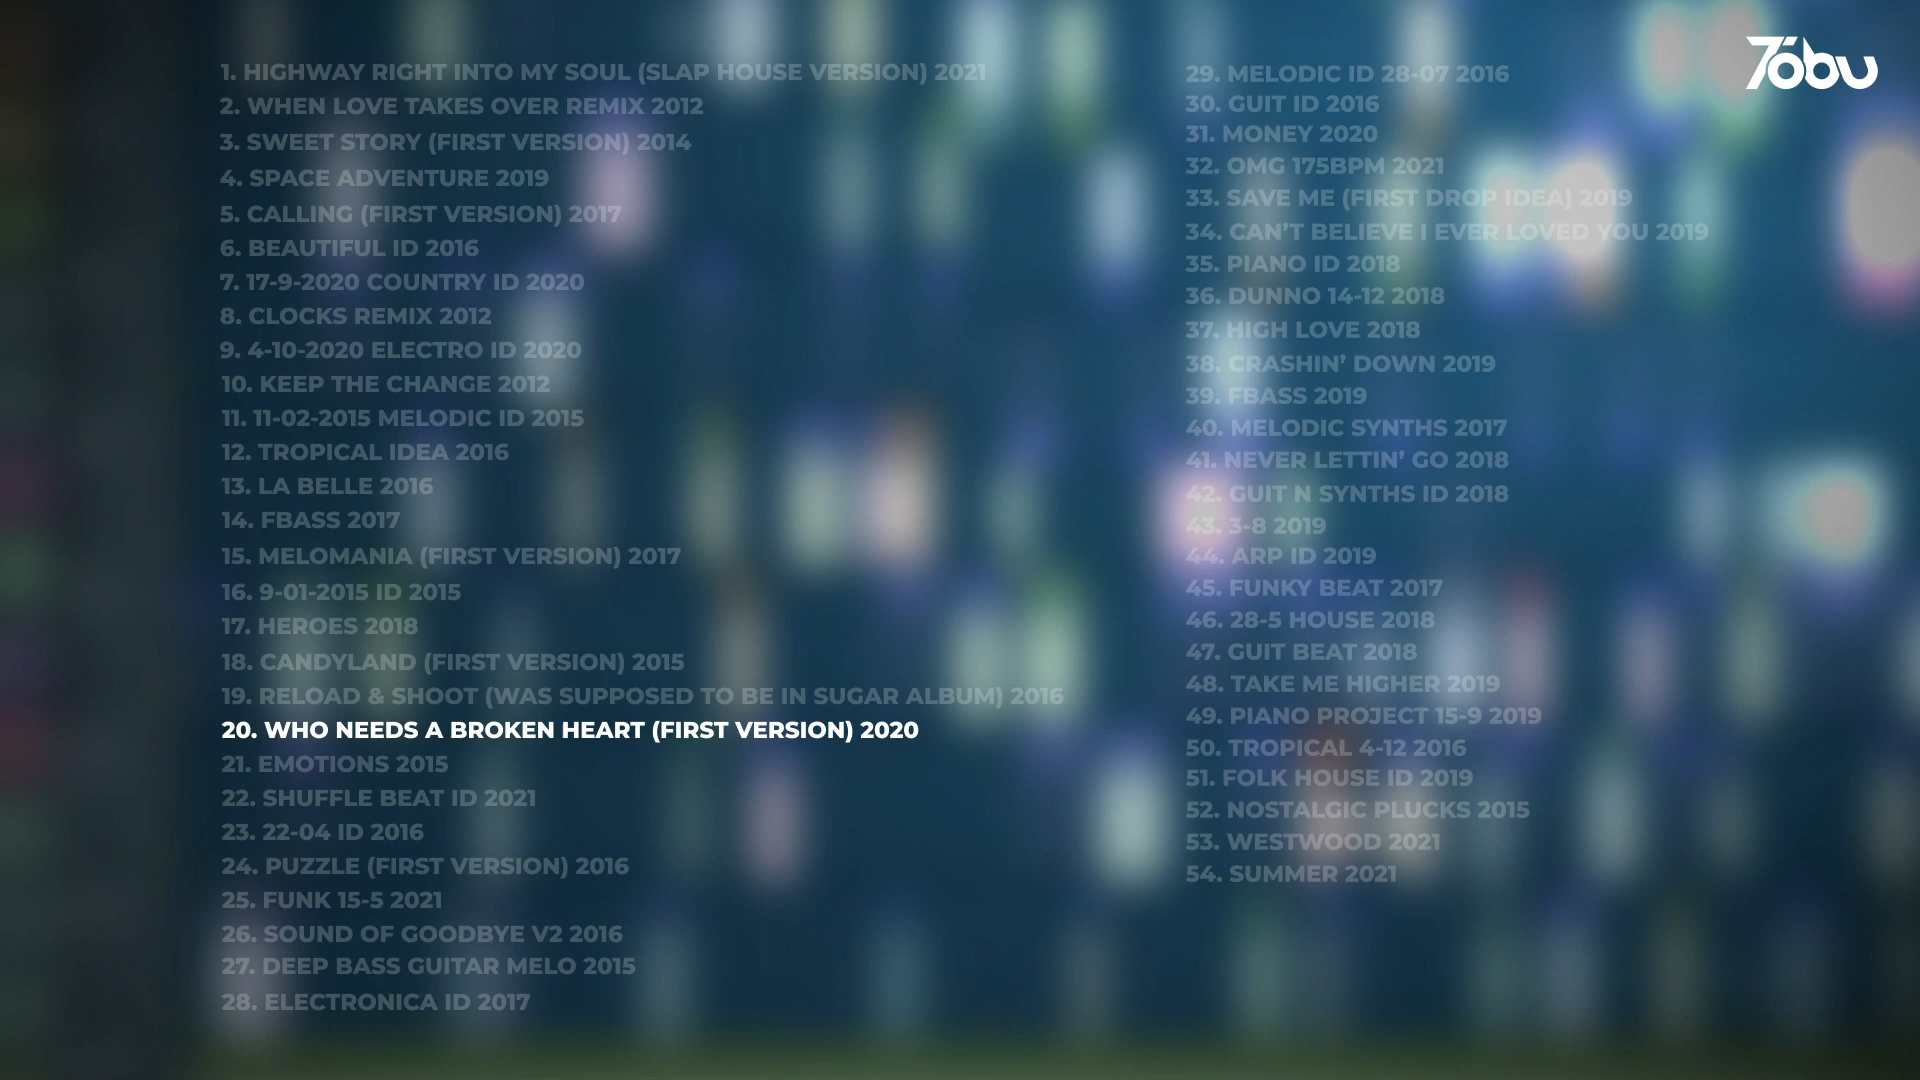 1. HIGHWAY RIGHT INTO MY SOUL (SLAP HOUSE VERSION) 2021
2. WHEN LOVE TAKES OVER REMIX 2012
3. SWEET STORY (FIRST VERSION) 2014
4. SPACE ADVENTURE 2019
5. CALLING (FIRST VERSION) 2017
6. BEAUTIFUL ID 2016
7. 17-9-2020 COUNTRY ID 2020
8. CLOCKS REMIX 2012
9. 4-10-2020 ELECTRO ID 2020
10. KEEP THE CHANGE 2012
11. 11-02-2015 MELODIC ID 2015
12. TROPICAL IDEA 2016
13. LA BELLE 2016
14. FBASS 2017
15. MELOMANIA (FIRST VERSION) 2017
16. 9-01-2015 ID 2015
17. HEROES 2018
18. CANDYLAND (FIRST VERSION) 2015
19. RELOAD & SHOOT (WAS SUPPOSED TO BE IN SUGAR ALBUM) 2016
20. WHO NEEDS A BROKEN HEART (FIRST VERSION) 2020
21. EMOTIONS 2015
22. SHUFFLE BEAT ID 2021
23. 22-04 ID 2016
24. PUZZLE (FIRST VERSION) 2016
25. FUNK 15-5 2021
26. SOUND OF GOODBYE V2 2016
27. DEEP BASS GUITAR MELO 2015
28. ELECTRONICA ID 2017
29. MELODIC ID 28-07 2016
30. GUIT ID 2016
31. MONEY 2020
32. OMG 175BPM 2021
33. SAVE ME (FIRST DROP IDEA) 2019
34. CAN'T BELIEVE I EVER LOVED YOU 2019
35. PIANO ID 2018
36. DUNNO 14-12 2018
37. HIGH LOVE 2018
38. CRASHIN' DOWN 2019
39. FBASS 2019
40. MELODIC SYNTHS 2017
41. NEVER LETTIN' GO 2018
42. GUIT N SYNTHS ID 2018
43. 3-8 2019
44. ARP ID 2019
45. FUNKY BEAT 2017
46. 28-5 HOUSE 2018
47. GUIT BEAT 2018
48. TAKE ME HIGHER 2019
49. PIANO PROJECT 15-9 2019
50. TROPICAL 4-12 2016
51. FOLK HOUSE ID 2019
52. NOSTALGIC PLUCKS 2015
53. WESTWOOD 2021
54. SUMMER 2021
Tobu